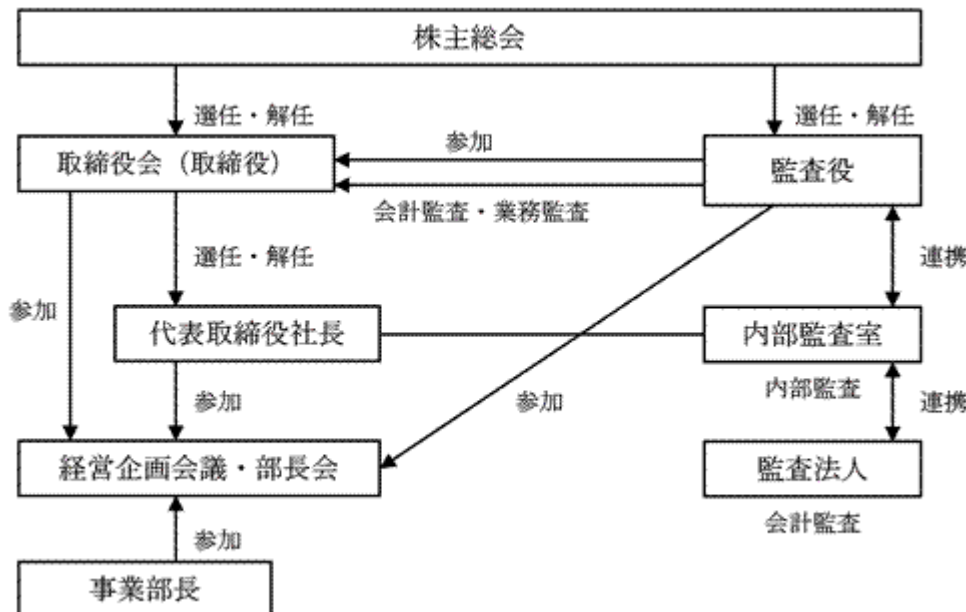 株主総会
選任・解任
選任・解任
取締役会（取締役）
参加
監査役
会計監査・業務監査
選任・解任
連携
参加
代表取締役社長
内部監査室
参加
参加
内部監査
連携
経営企画会議・部長会
監査法人
参加
会計監査
事業部長